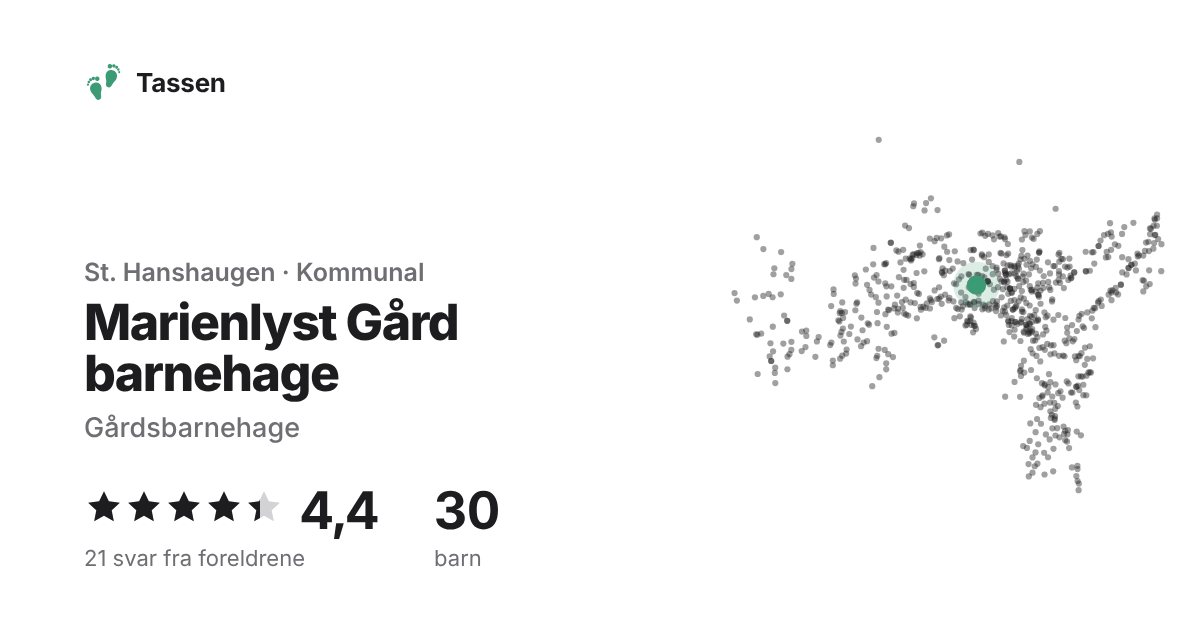 Tassen
St. Hanshaugen · Kommunal
Marienlyst Gård
barnehage
Gårdsbarnehage
4,4
30
21 svar fra foreldrene
barn